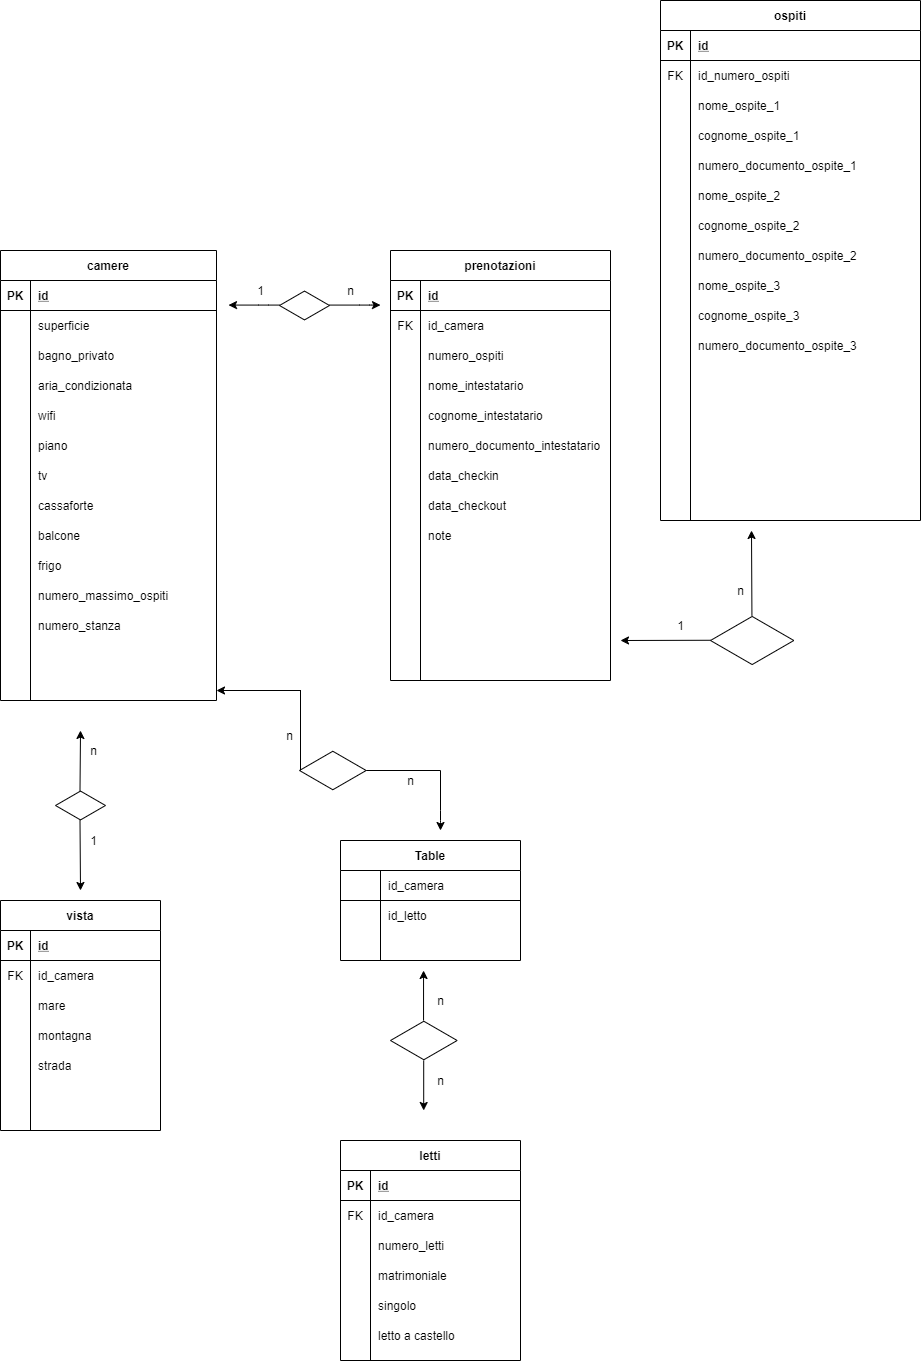 ospiti
PK id
FK id_numero_ospiti
nome_ospite_1
cognome_ospite_1
numero_documento_ospite_1
nome_ospite_2
cognome_ospite_2
numero_documento_ospite_2
nome_ospite_3
cognome_ospite_3
numero_documento_ospite_3
camere
PK id
superficie
bagno_privato
aria_condizionata
wifi
piano
tv
cassaforte
balcone
frigo
numero_massimo_ospiti
numero_stanza
1 n
prenotazioni
PK id
FK id_camera
numero_ospiti
nome_intestatario
cognome_intestatario
numero_documento_intestatario
data_checkin
data_checkout
note
n
1
n
n
n
1
Table
id_camera
id_letto
vista
PK id
FK id_camera
mare
montagna
strada
n
n
letti
PK id
FK id_camera
numero_letti
matrimoniale
singolo
letto a castello